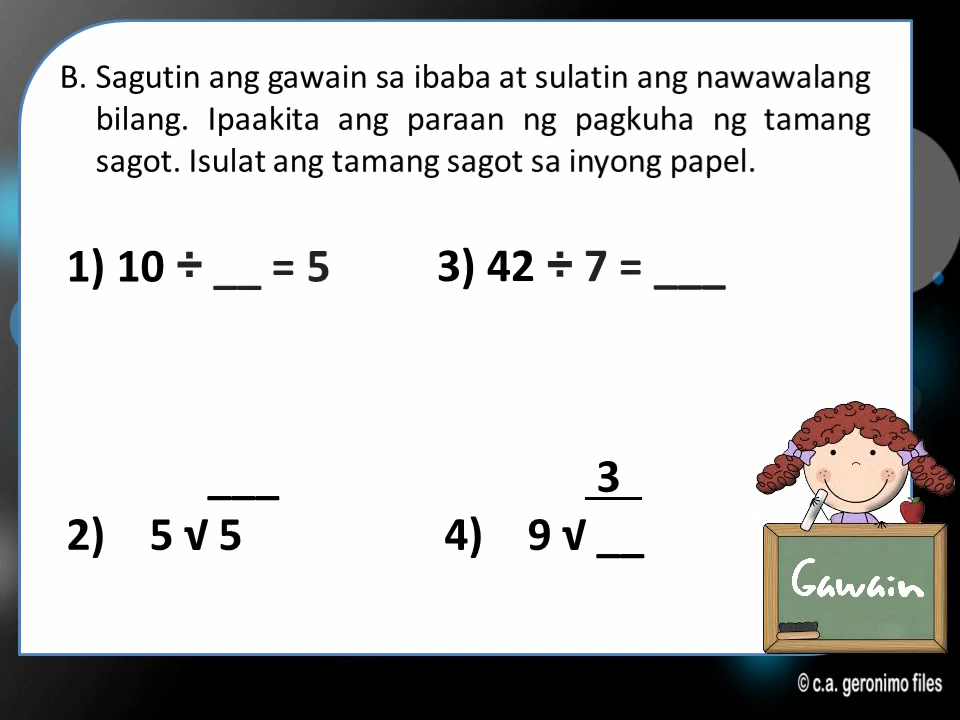 B. Sagutin ang gawain sa ibaba at sulatin ang nawawalang
bilang. Ipaakita ang paraan ng pagkuha ng tamang
sagot. Isulat ang tamang sagot sa inyong papel.
1) 10 ÷ __ = 5
3) 42 ÷ 7 = ___
___
2) 5 √ 5
3
4) 9 √ __
Gawain
© c.a. geronimo files